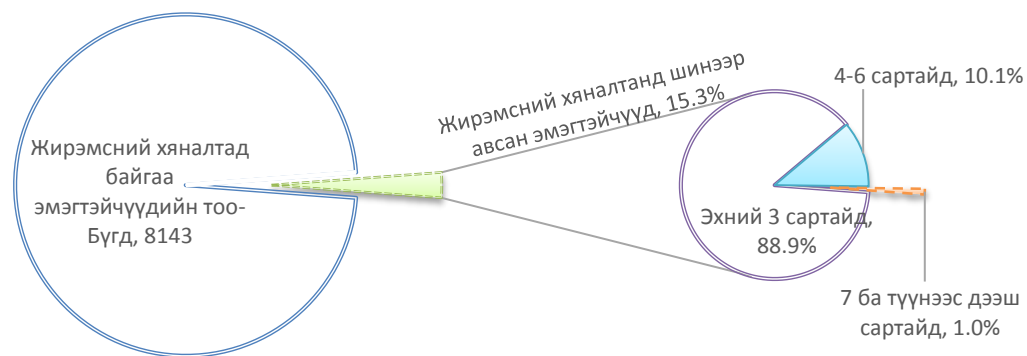 Жирэмсний хяналтад
байгаа
эмэгтэйчүүдийн тоо-
Бүгд, 8143
Жирэмсний хяналтанд шинээр
авсан эмэгтэйчүүд, 15.3%
4-6 сартайд, 10.1%
Эхний 3 сартайд,
88.9%
7 ба түүнээс дээш
сартайд, 1.0%